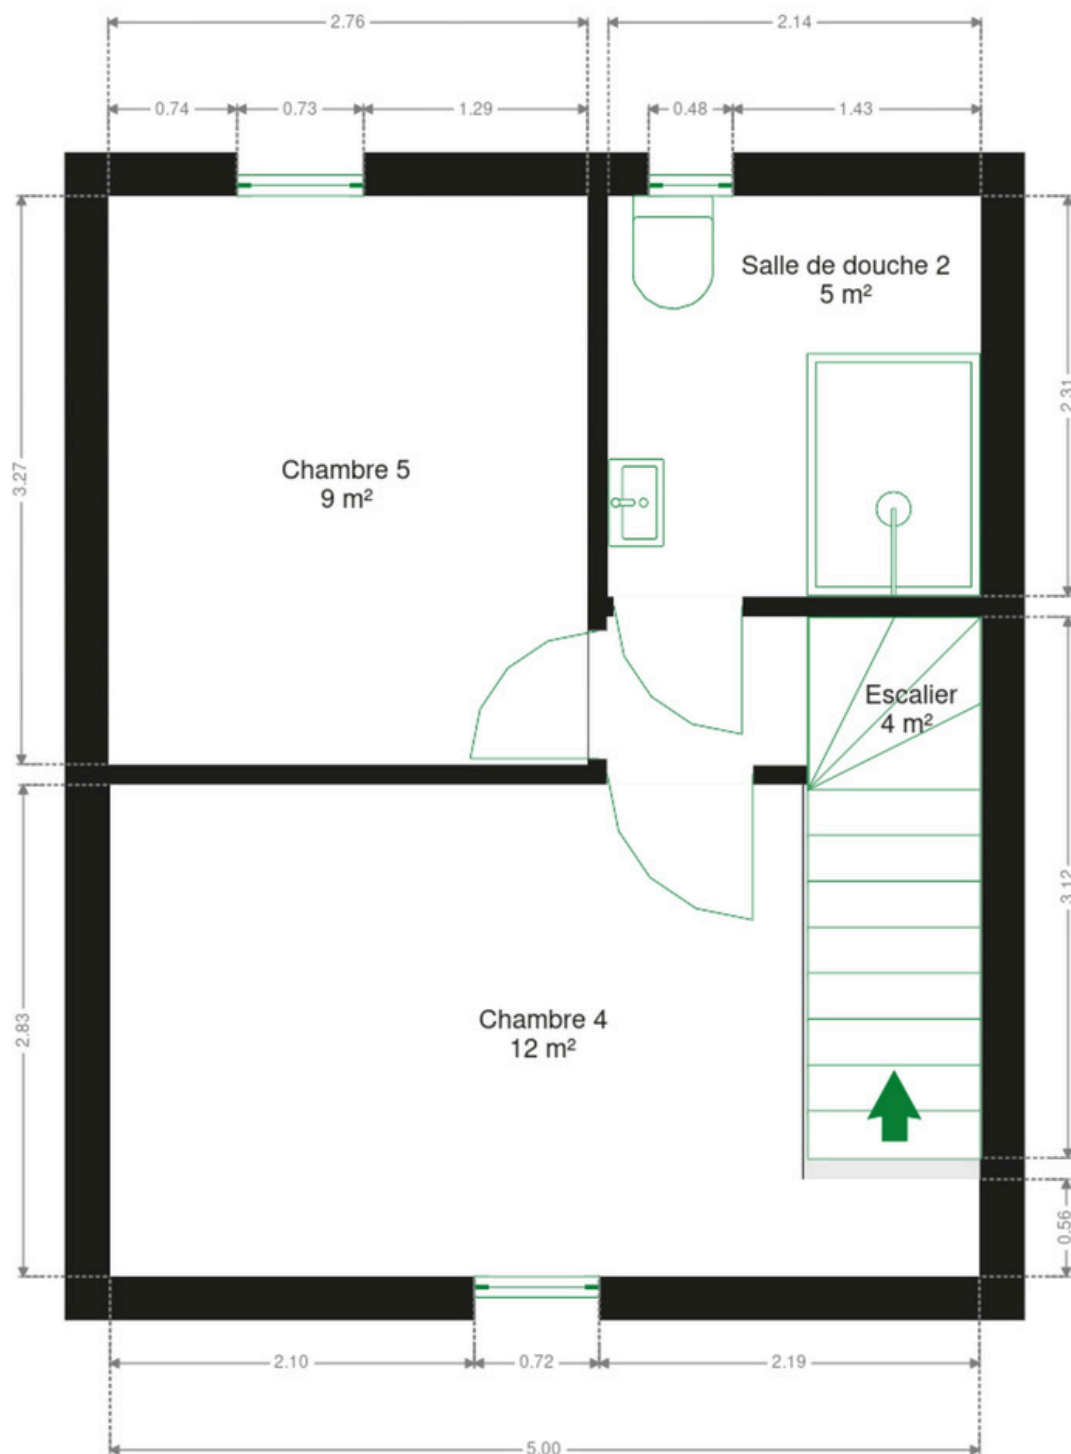 2.76
2.14
0.74
0.73
1.29
0.48
1.43
Salle de douche 2
5 m²
2.31
3.27
Chambre 5
9 m²
Escalier
4 m²
3.12
2.83
Chambre 4
12 m²
0.56
2.10
0.72
2.19
5.00